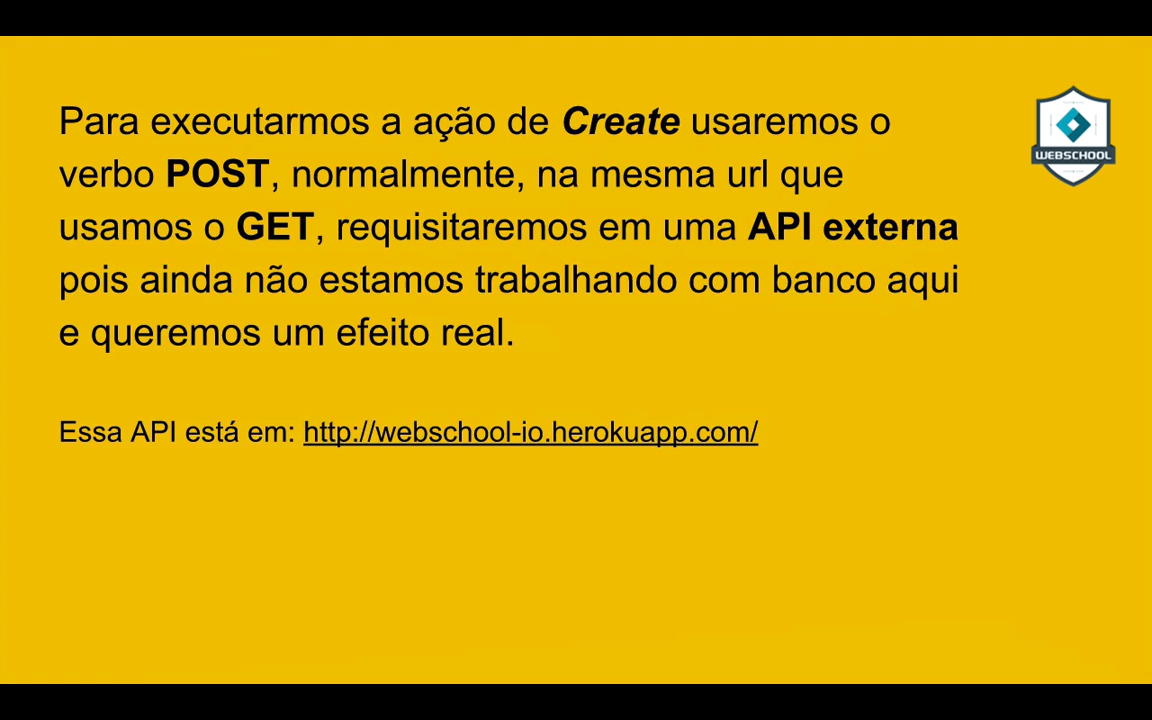 Para executarmos a ação de Create usaremos o
verbo POST, normalmente, na mesma url que
usamos o GET, requisitaremos em uma API externa
pois ainda não estamos trabalhando com banco aqui
e queremos um efeito real.
Essa API está em: http://webschool-io.herokuapp.com/
WEBSCHOOL